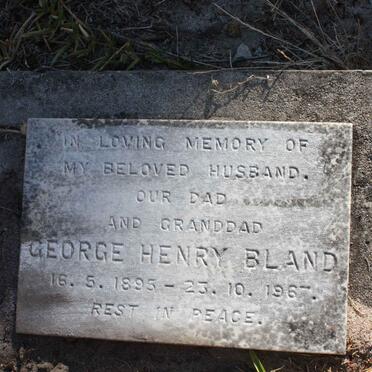 IN LOVING MEMORY OF
MY BELOVED HUSBAND.
OUR DAD
AND GRANDDAD
GEORGE HENRY BLAND
16. 5. 1895 – 23. 10. 1967.
REST IN PEACE.